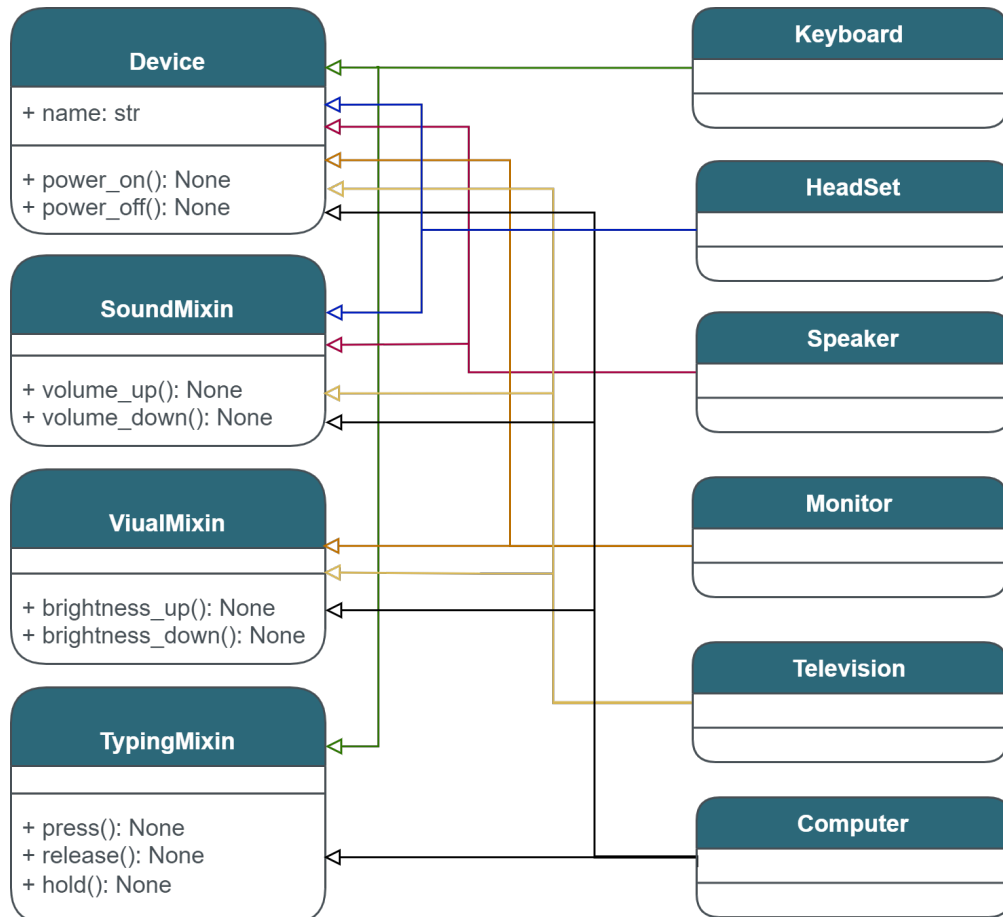 Device
+ name: str
+ power_on(): None
+ power_off(): None
SoundMixin
+ volume_up(): None
+ volume_down(): None
ViualMixin
+ brightness_up(): None
+ brightness_down(): None
TypingMixin
+ press(): None
+ release(): None
+ hold(): None
Keyboard
HeadSet
Speaker
Monitor
Television
Computer